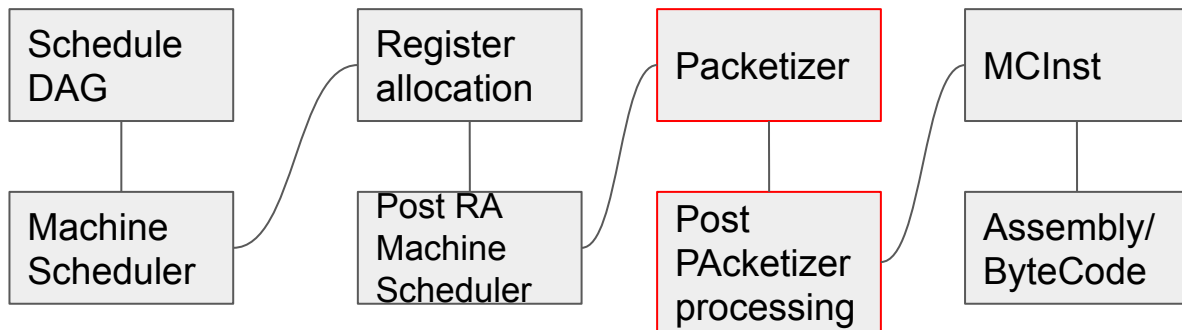 Schedule
DAG
Machine
Scheduler
Register
allocation
Post RA
Machine
Scheduler
Packetizer
Post
PAcketizer
processing
MCInst
Assembly/
ByteCode